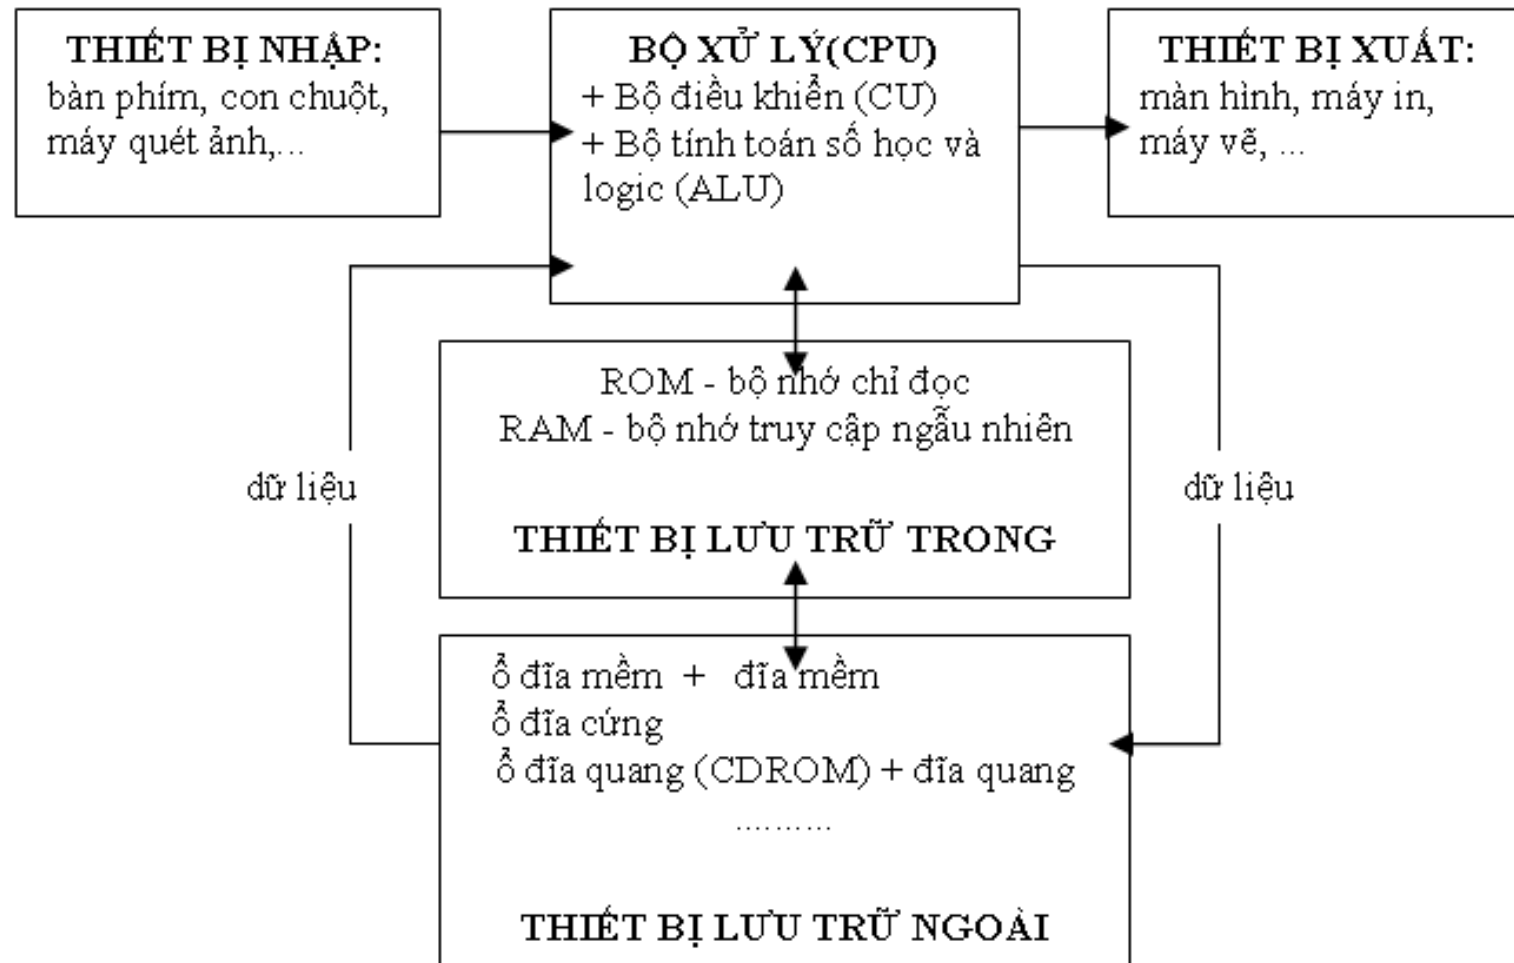 THIẾT BỊ NHẬP:
bàn phím, con chuột,
máy quét ảnh,...
BỘ XỬ LÝ(CPU)
+ Bộ điều khiển (CU)
+ Bộ tính toán số học và
logic (ALU)
THIẾT BỊ XUẤT:
màn hình, máy in,
máy vẽ, ...
ROM - bộ nhớ chỉ đọc
RAM - bộ nhớ truy cập ngẫu nhiên
THIẾT BỊ LƯU TRỮ TRONG
dữ liệu
dữ liệu
ổ đĩa mềm + đĩa mềm
ổ đĩa cứng
ổ đĩa quang (CDROM) + đĩa quang
..........
THIẾT BỊ LƯU TRỮ NGOÀI